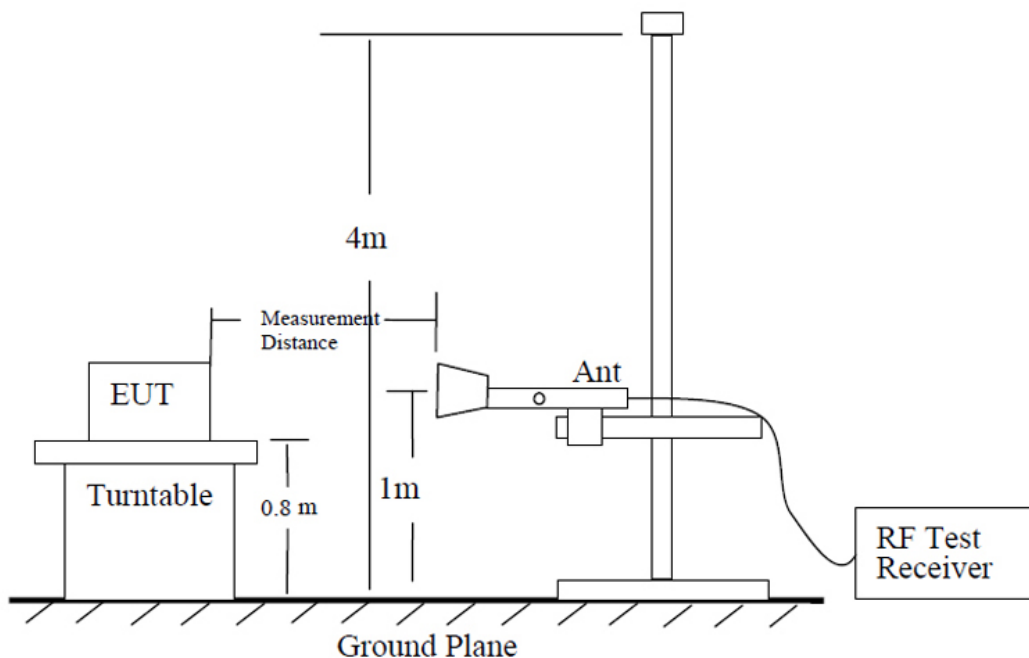 4m
Measurement
Distance
EUT
Ant
Turntable
0.8 m
1m
RF Test
Receiver
Ground Plane